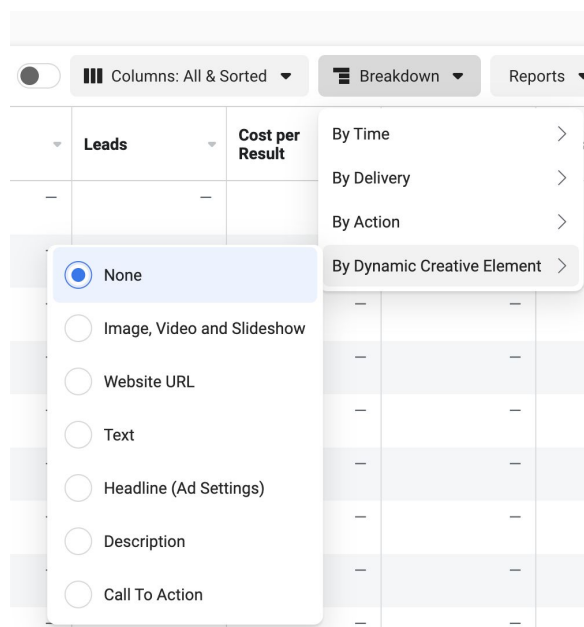 Columns: All & Sorted
Breakdown
Reports
Leads
Cost per
Result
By Time
By Delivery
By Action
By Dynamic Creative Element
None
Image, Video and Slideshow
Website URL
Text
Headline (Ad Settings)
Description
Call To Action